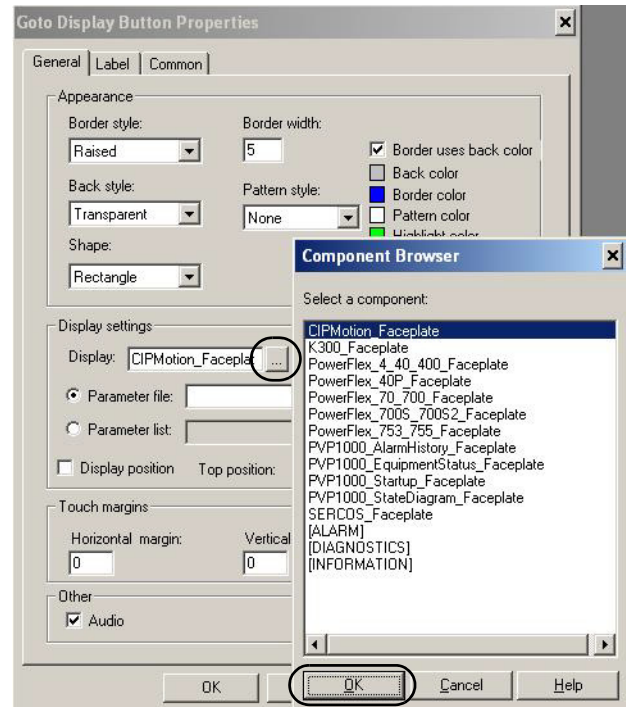 Goto Display Button Properties
General Label Common
Appearance
Border style: Border width:
Raised 5 Border uses back color
Back color
Back style: Pattern style: Border color
Transparent None Pattern color
Highlight color
Shape:
Rectangle
Display settings
Display: CIPMotion_Faceplat ...
Parameter file:
Parameter list:
Display position Top position:
Touch margins
Horizontal margin: Vertical
0 0
Other
Audio
OK
Component Browser
Select a component:
CIPMotion_Faceplate
K300_Faceplate
PowerFlex_4_40_400_Faceplate
PowerFlex_40P_Faceplate
PowerFlex_70_700_Faceplate
PowerFlex_700S_700S2_Faceplate
PowerFlex_753_755_Faceplate
PVP1000_AlarmHistory_Faceplate
PVP1000_EquipmentStatus_Faceplate
PVP1000_Startup_Faceplate
PVP1000_StateDiagram_Faceplate
SERCOS_Faceplate
[ALARM]
[DIAGNOSTICS]
[INFORMATION]
OK Cancel Help